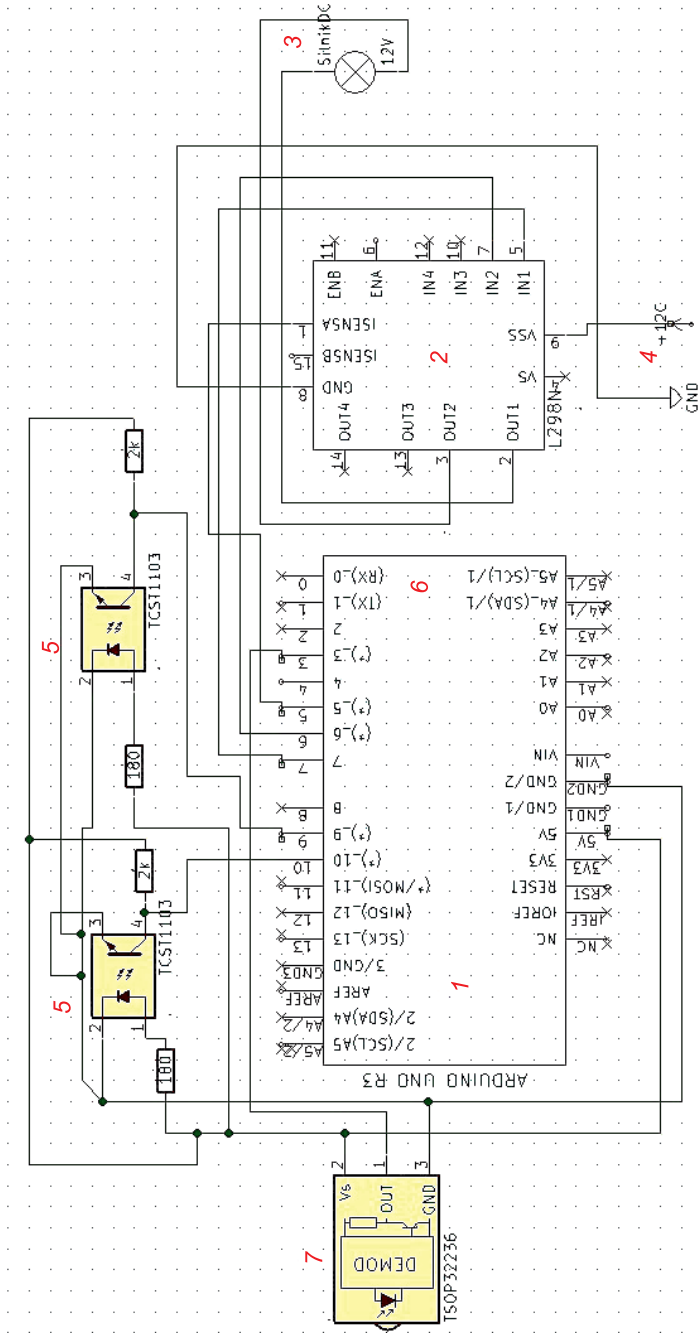 3
SilnikDC
12V
11
ENB
6
ENA
12
IN4
10
IN3
7
IN2
5
IN1
1
ISENSA
15
ISENSB
8
GND
2
9
VSS
4
VS
L298N
14
OUT4
13
OUT3
3
OUT2
2
OUT1
4
+12C
GND
2k
TCST1103
3
4
2
1
5
180
2k
TCST1103
3
4
2
1
5
180
6
0
(RX)_0
1
(TX)_1
2
2
3
(*)_3
4
4
5
(*)_5
6
(*)_6
7
7
8
8
9
(*)_9
10
(*)_10
11
(*/MOSI)_11
12
(MISO)_12
13
(SCK)_13
GND3
3/GND
AREF
AREF
A4/2
2/(SDA)A4
A5/2
2/(SCL)A5
A5_(SCL)/1
A5/1
A4_(SDA)/1
A4/1
A3
A3
A2
A2
A1
A1
A0
A0
VIN
VIN
GND/2
GND2
GND/1
GND1
5V
5V
3V3
3V3
RESET
RST
IOREF
IREF
NC
NC
1
ARDUINO UNO R3
7
2
Vs
1
OUT
3
GND
DEMOD
TSOP32236